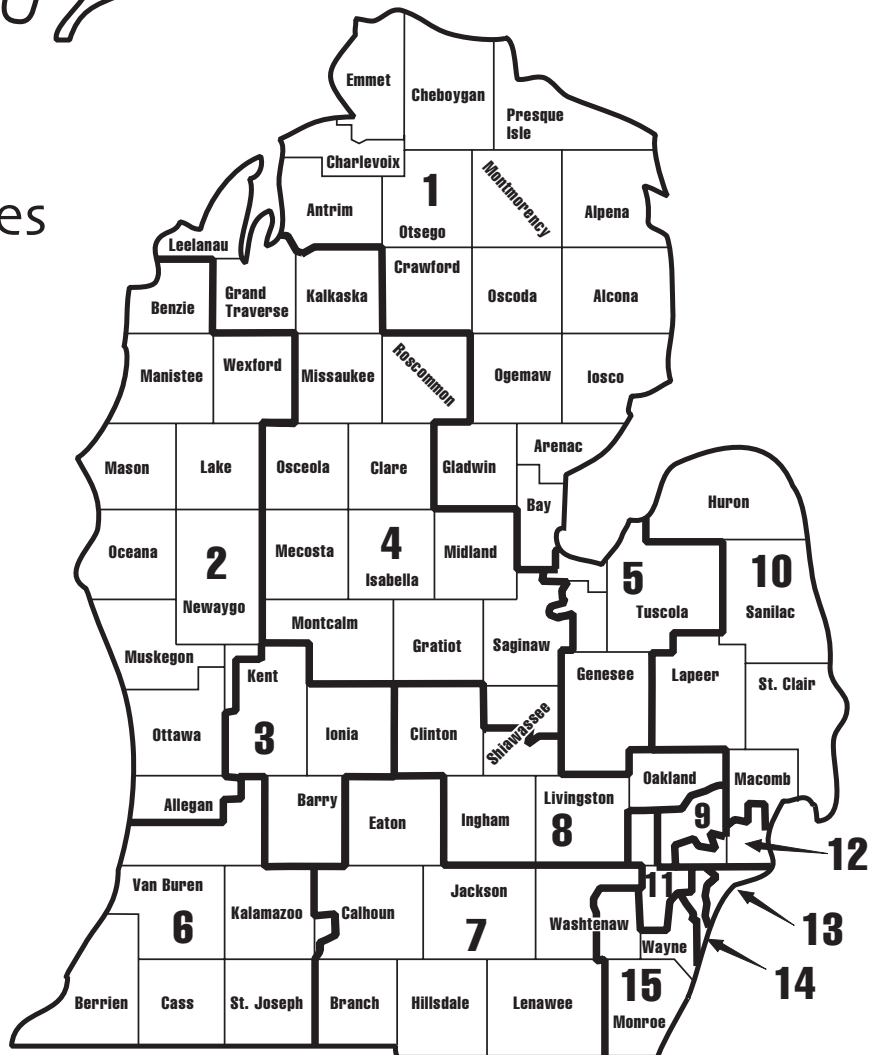 Emmet
Cheboygan
Presque
Isle
Charlevoix
es
Antrim
1
Otsego
Montmorency
Alpena
Leelanau
Crawford
Benzie
Grand
Traverse
Kalkaska
Oscoda
Alcona
Manistee
Wexford
Missaukee
Roscommon
Ogemaw
Iosco
Mason
Lake
Osceola
Clare
Gladwin
Arenac
Bay
Huron
Oceana
2
Newaygo
Mecosta
4
Isabella
Midland
5
Tuscola
10
Sanilac
Muskegon
Montcalm
Gratiot
Saginaw
Kent
Genesee
Lapeer
St. Clair
Ottawa
3
Ionia
Clinton
Shiawassee
Allegan
Barry
Eaton
Ingham
Livingston
8
Oakland
Macomb
9
12
Van Buren
6
Kalamazoo
Calhoun
Jackson
7
Washtenaw
11
Wayne
13
14
Berrien
Cass
St. Joseph
Branch
Hillsdale
Lenawee
15
Monroe